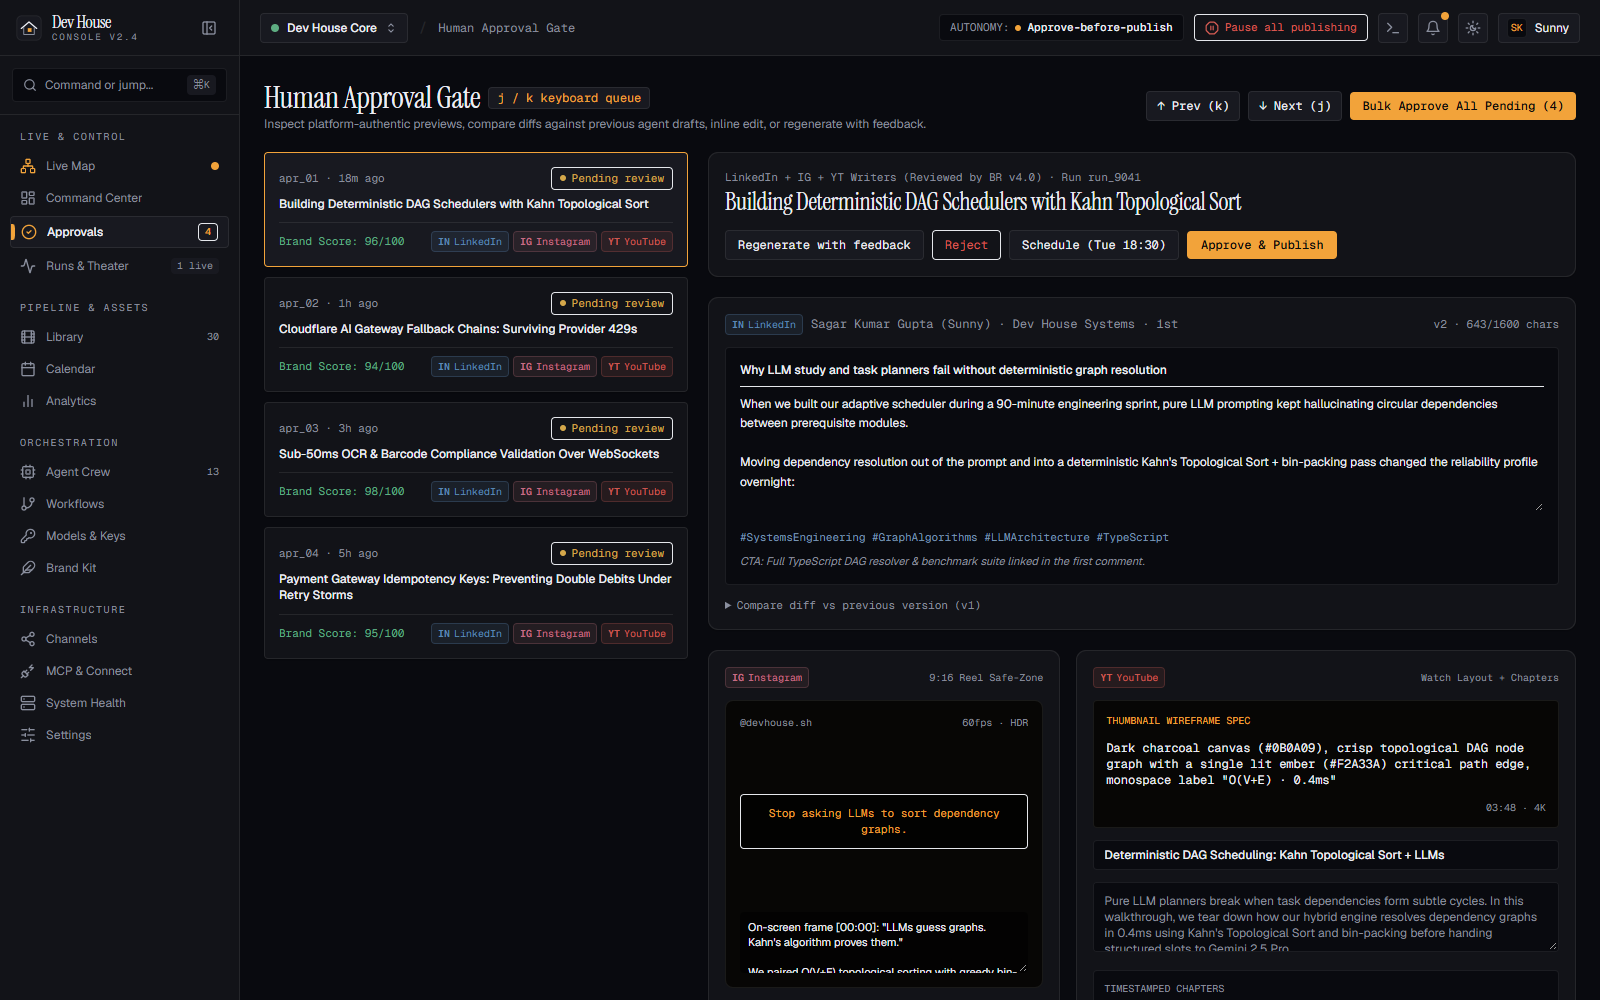 Dev House
CONSOLE V2.4
Command or jump...
⌘K
LIVE & CONTROL
Live Map
Command Center
Approvals
4
Runs & Theater
1 live
PIPELINE & ASSETS
Library
30
Calendar
Analytics
ORCHESTRATION
Agent Crew
13
Workflows
Models & Keys
Brand Kit
INFRASTRUCTURE
Channels
MCP & Connect
System Health
Settings
Dev House Core
/
Human Approval Gate
AUTONOMY: ● Approve-before-publish
Pause all publishing
SK
Sunny
Human Approval Gate
j / k keyboard queue
Inspect platform-authentic previews, compare diffs against previous agent drafts, inline edit, or regenerate with feedback.
↑ Prev (k)
↓ Next (j)
Bulk Approve All Pending (4)
apr_01 · 18m ago
Pending review
Building Deterministic DAG Schedulers with Kahn Topological Sort
Brand Score: 96/100
IN LinkedIn
IG Instagram
YT YouTube
apr_02 · 1h ago
Pending review
Cloudflare AI Gateway Fallback Chains: Surviving Provider 429s
Brand Score: 94/100
IN LinkedIn
IG Instagram
YT YouTube
apr_03 · 3h ago
Pending review
Sub-50ms OCR & Barcode Compliance Validation Over WebSockets
Brand Score: 98/100
IN LinkedIn
IG Instagram
YT YouTube
apr_04 · 5h ago
Pending review
Payment Gateway Idempotency Keys: Preventing Double Debits Under
Retry Storms
Brand Score: 95/100
IN LinkedIn
IG Instagram
YT YouTube
LinkedIn + IG + YT Writers (Reviewed by BR v4.0) · Run run_9041
Building Deterministic DAG Schedulers with Kahn Topological Sort
Regenerate with feedback
Reject
Schedule (Tue 18:30)
Approve & Publish
IN LinkedIn
Sagar Kumar Gupta (Sunny) · Dev House Systems · 1st
v2 · 643/1600 chars
Why LLM study and task planners fail without deterministic graph resolution
When we built our adaptive scheduler during a 90-minute engineering sprint, pure LLM prompting kept hallucinating circular dependencies
between prerequisite modules.
Moving dependency resolution out of the prompt and into a deterministic Kahn's Topological Sort + bin-packing pass changed the reliability profile
overnight:
#SystemsEngineering #GraphAlgorithms #LLMArchitecture #TypeScript
CTA: Full TypeScript DAG resolver & benchmark suite linked in the first comment.
▶ Compare diff vs previous version (v1)
IG Instagram
9:16 Reel Safe-Zone
@devhouse.sh
60fps · HDR
Stop asking LLMs to sort dependency
graphs.
On-screen frame [00:00]: "LLMs guess graphs.
Kahn's algorithm proves them."
We paired O(V+E) topological sorting with greedy bin-
YT YouTube
Watch Layout + Chapters
THUMBNAIL WIREFRAME SPEC
Dark charcoal canvas (#0B0A09), crisp topological DAG node
graph with a single lit ember (#F2A33A) critical path edge,
monospace label "O(V+E) · 0.4ms"
03:48 · 4K
Deterministic DAG Scheduling: Kahn Topological Sort + LLMs
Pure LLM planners break when task dependencies form subtle cycles. In this
walkthrough, we tear down how our hybrid engine resolves dependency graphs
in 0.4ms using Kahn's Topological Sort and bin-packing before handing
structured slots to Gemini 2.5 Pro
TIMESTAMPED CHAPTERS